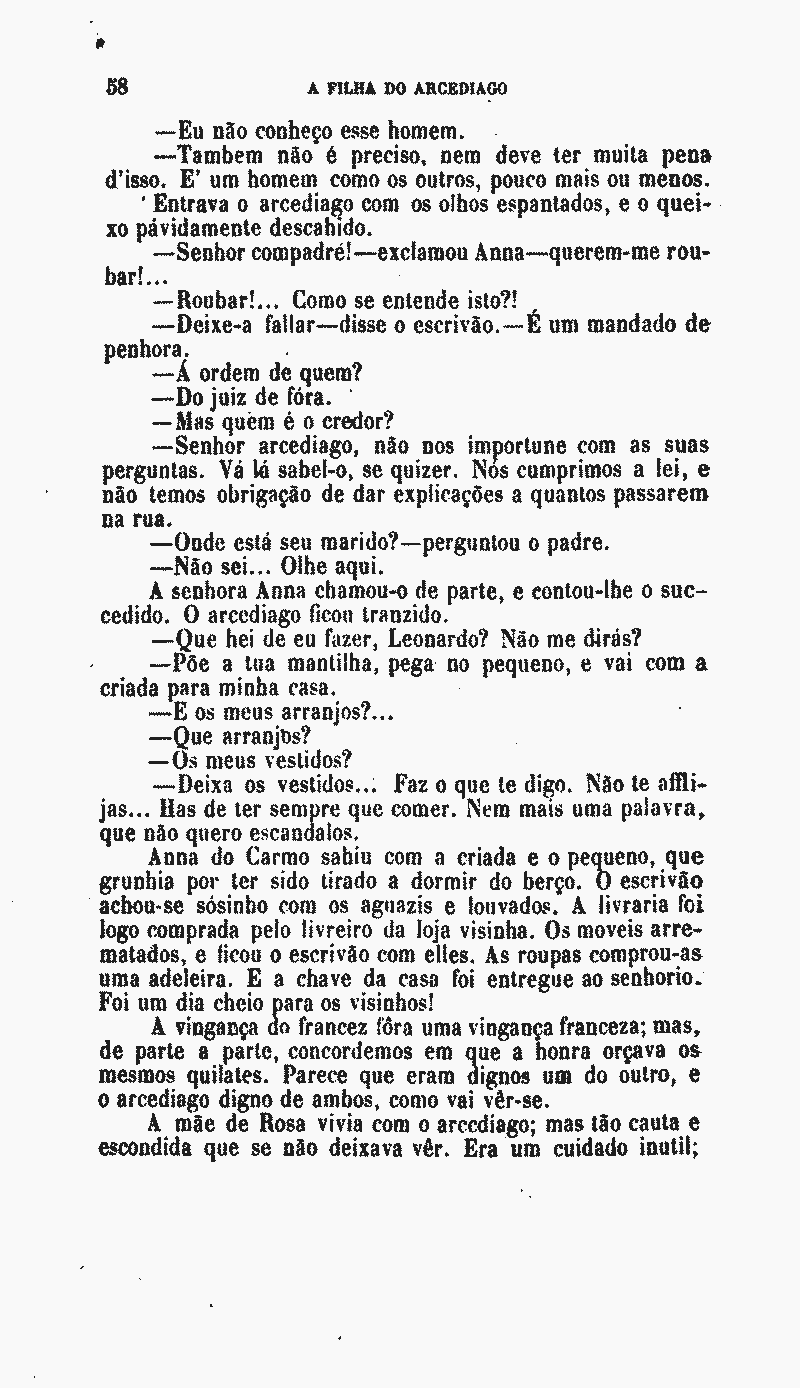 58 A FILHA DO ARCEDIAGO
—Eu não conheço esse homem.
—Tambem não é preciso, nem deve ter muita pena
d'isso. E' um homem como os outros, pouco mais ou menos.
Entrava o arcediago com os olhos espantados, e o quei-
xo pávidamente descahido.
—Senhor compadre!—exclamou Anna—querem-me rou-
bar!...
—Roubar!... Como se entende isto?!
—Deixe-a fallar—disse o escrivão.—É um mandado de
penhora.
—Á ordem de quem?
—Do juiz de fóra.
—Mas quem é o credor?
—Senhor arcediago, não nos importune com as suas
perguntas. Vá lá sabel-o, se quizer. Nós cumprimos a lei, e
não temos obrigação de dar explicações a quantos passarem
na rua.
—Onde está seu marido?—perguntou o padre.
—Não sei... Olhe aqui.
A senhora Anna chamou-o de parte, e contou-lhe o suc-
cedido. O arcediago ficou tranzido.
—Que hei de eu fazer, Leonardo? Não me dirás?
—Põe a tua mantilha, pega no pequeno, e vai com a
criada para minha casa.
—E os meus arranjos?...
—Que arranjos?
—Os meus vestidos?
—Deixa os vestidos... Faz o que te digo. Não te affli-
jas... Has de ter sempre que comer. Nem mais uma palavra,
que não quero escandalos.
Anna do Carmo sahiu com a criada e o pequeno, que
grunhia por ter sido tirado a dormir do berço. O escrivão
achou-se sósinho com os aguazis e louvados. A livraria foi
logo comprada pelo livreiro da loja visinha. Os moveis arre-
matados, e ficou o escrivão com elles. As roupas comprou-as
uma adeleira. E a chave da casa foi entregue ao senhorio.
Foi um dia cheio para os visinhos!
A vingança do francez fôra uma vingança franceza; mas,
de parte a parte, concordemos em que a honra orçava os
mesmos quilates. Parece que eram dignos um do outro, e
o arcediago digno de ambos, como vai vêr-se.
A mãe de Rosa vivia com o arcediago; mas tão cauta e
escondida que se não deixava vêr. Era um cuidado inutil;